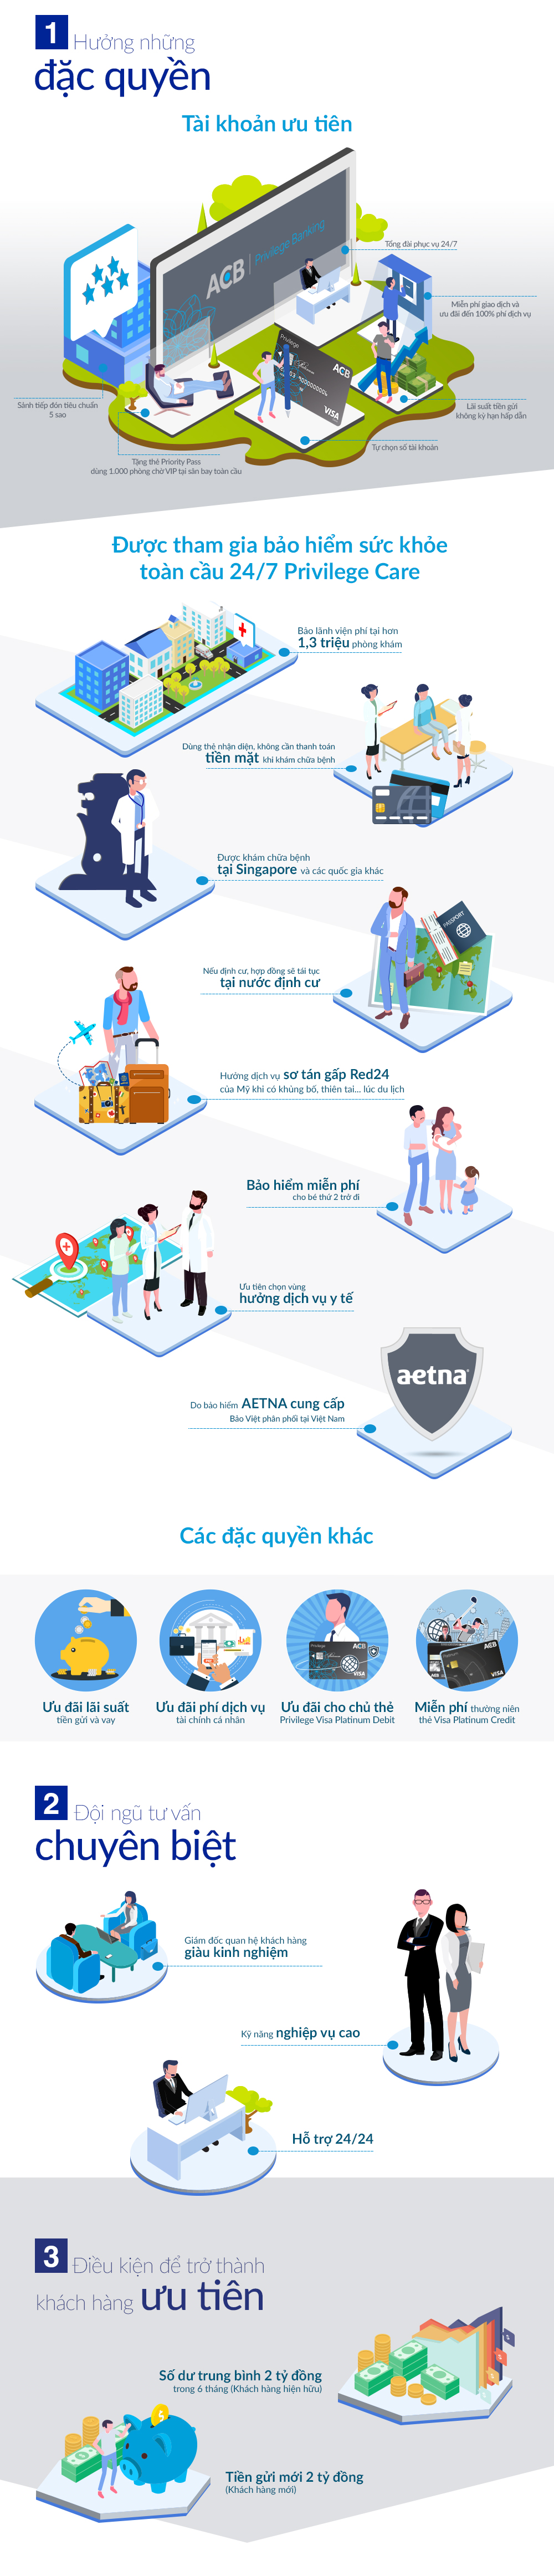 1 Hưởng những
đặc quyền
Tài khoản ưu tiên
ACB | Privilege Banking
Tổng đài phục vụ 24/7
Miễn phí giao dịch và
ưu đãi đến 100% phí dịch vụ
Privilege
ACB
VISA
Sảnh tiếp đón tiêu chuẩn
5 sao
Lãi suất tiền gửi
không kỳ hạn hấp dẫn
Tự chọn số tài khoản
Tặng thẻ Priority Pass
dùng 1.000 phòng chờ VIP tại sân bay toàn cầu
Được tham gia bảo hiểm sức khỏe
toàn cầu 24/7 Privilege Care
Bảo lãnh viện phí tại hơn
1,3 triệu phòng khám
Dùng thẻ nhận diện, không cần thanh toán
tiền mặt khi khám chữa bệnh
Được khám chữa bệnh
tại Singapore và các quốc gia khác
PASSPORT
Nếu định cư, hợp đồng sẽ tái tục
tại nước định cư
Hưởng dịch vụ sơ tán gấp Red24
của Mỹ khi có khủng bố, thiên tai... lúc du lịch
Bảo hiểm miễn phí
cho bé thứ 2 trở đi
Ưu tiên chọn vùng
hưởng dịch vụ y tế
aetna
Do bảo hiểm AETNA cung cấp
Bảo Việt phân phối tại Việt Nam
Các đặc quyền khác
Privilege
ACB
VISA
ACB
VISA
Ưu đãi lãi suất
tiền gửi và vay
Ưu đãi phí dịch vụ
tài chính cá nhân
Ưu đãi cho chủ thẻ
Privilege Visa Platinum Debit
Miễn phí thường niên
thẻ Visa Platinum Credit
2 Đội ngũ tư vấn
chuyên biệt
Giám đốc quan hệ khách hàng
giàu kinh nghiệm
Kỹ năng nghiệp vụ cao
Hỗ trợ 24/24
3 Điều kiện để trở thành
khách hàng ưu tiên
Số dư trung bình 2 tỷ đồng
trong 6 tháng (Khách hàng hiện hữu)
Tiền gửi mới 2 tỷ đồng
(Khách hàng mới)